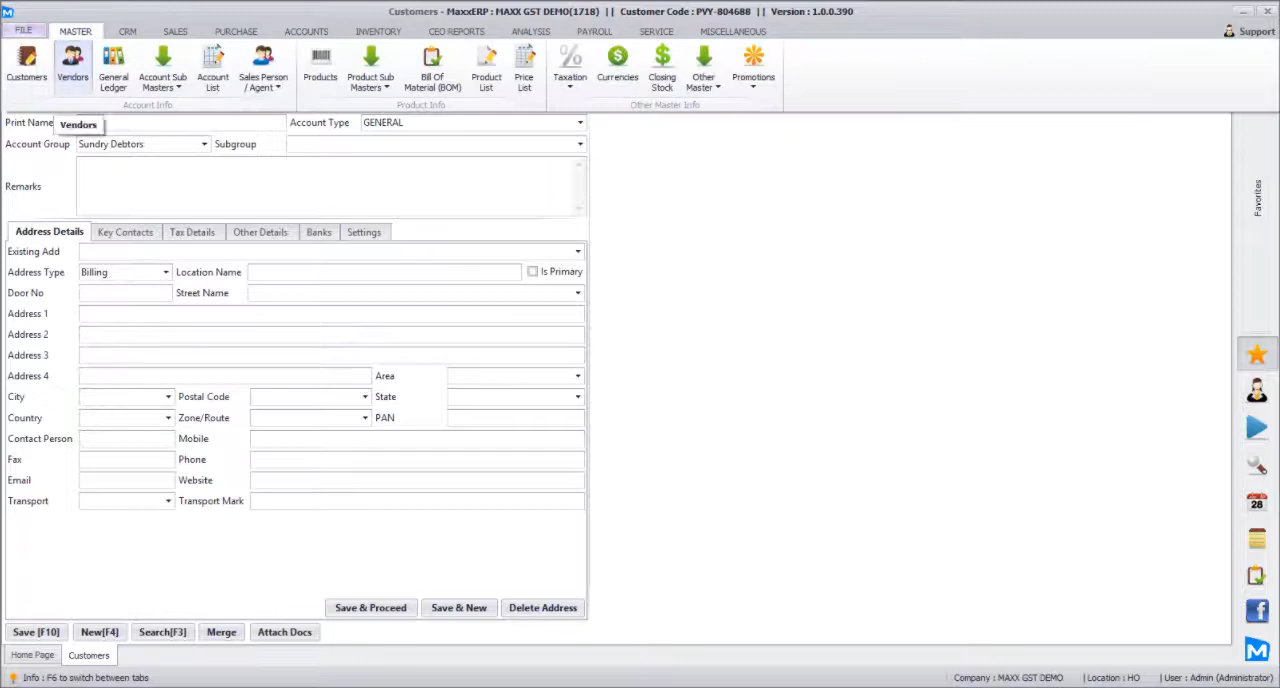 Customers - MaxxERP : MAXX GST DEMO(1718) || Customer Code : PVY-804688 || Version : 1.0.0.390
FILE MASTER CRM SALES PURCHASE ACCOUNTS INVENTORY CEO REPORTS ANALYSIS PAYROLL SERVICE MISCELLANEOUS Support
Customers Vendors General Ledger Account Sub Masters Account List Sales Person / Agent Products Product Sub Masters Bill Of Material (BOM) Product List Price List Taxation Currencies Closing Stock Other Master Promotions
Account Info Product Info Other Master Info
Print Name Vendors Account Type GENERAL
Account Group Sundry Debtors Subgroup
Remarks
Favorites
Address Details Key Contacts Tax Details Other Details Banks Settings
Existing Add
Address Type Billing Location Name Is Primary
Door No Street Name
Address 1
Address 2
Address 3
Address 4 Area
City Postal Code State
Country Zone/Route PAN
Contact Person Mobile
Fax Phone
Email Website
Transport Transport Mark
28
f
M
Save & Proceed Save & New Delete Address
Save [F10] New[F4] Search[F3] Merge Attach Docs
Home Page Customers
Info : F6 to switch between tabs Company : MAXX GST DEMO |Location : HO |User : Admin (Administrator)